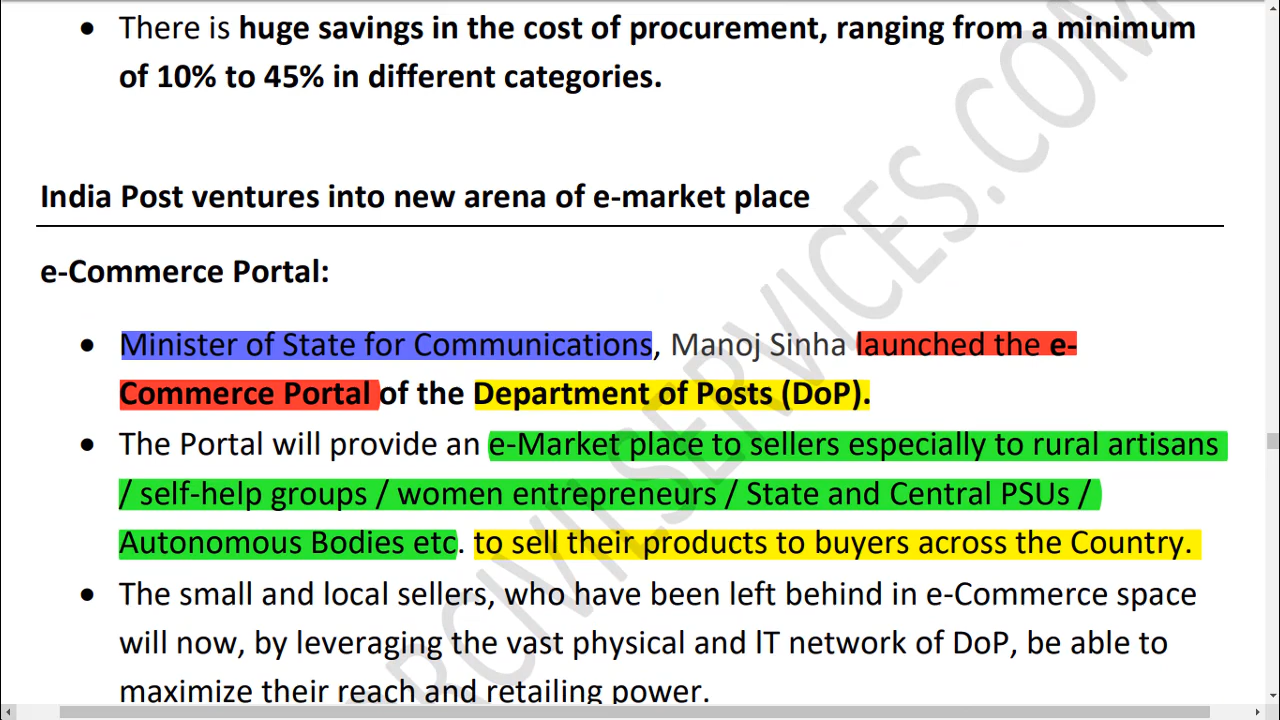 • There is huge savings in the cost of procurement, ranging from a minimum
of 10% to 45% in different categories.
India Post ventures into new arena of e-market place
e-Commerce Portal:
• Minister of State for Communications, Manoj Sinha launched the e-
Commerce Portal of the Department of Posts (DoP).
• The Portal will provide an e-Market place to sellers especially to rural artisans
/ self-help groups / women entrepreneurs / State and Central PSUs /
Autonomous Bodies etc. to sell their products to buyers across the Country.
• The small and local sellers, who have been left behind in e-Commerce space
will now, by leveraging the vast physical and IT network of DoP, be able to
maximize their reach and retailing power.
RCIVILSERVICES.COM